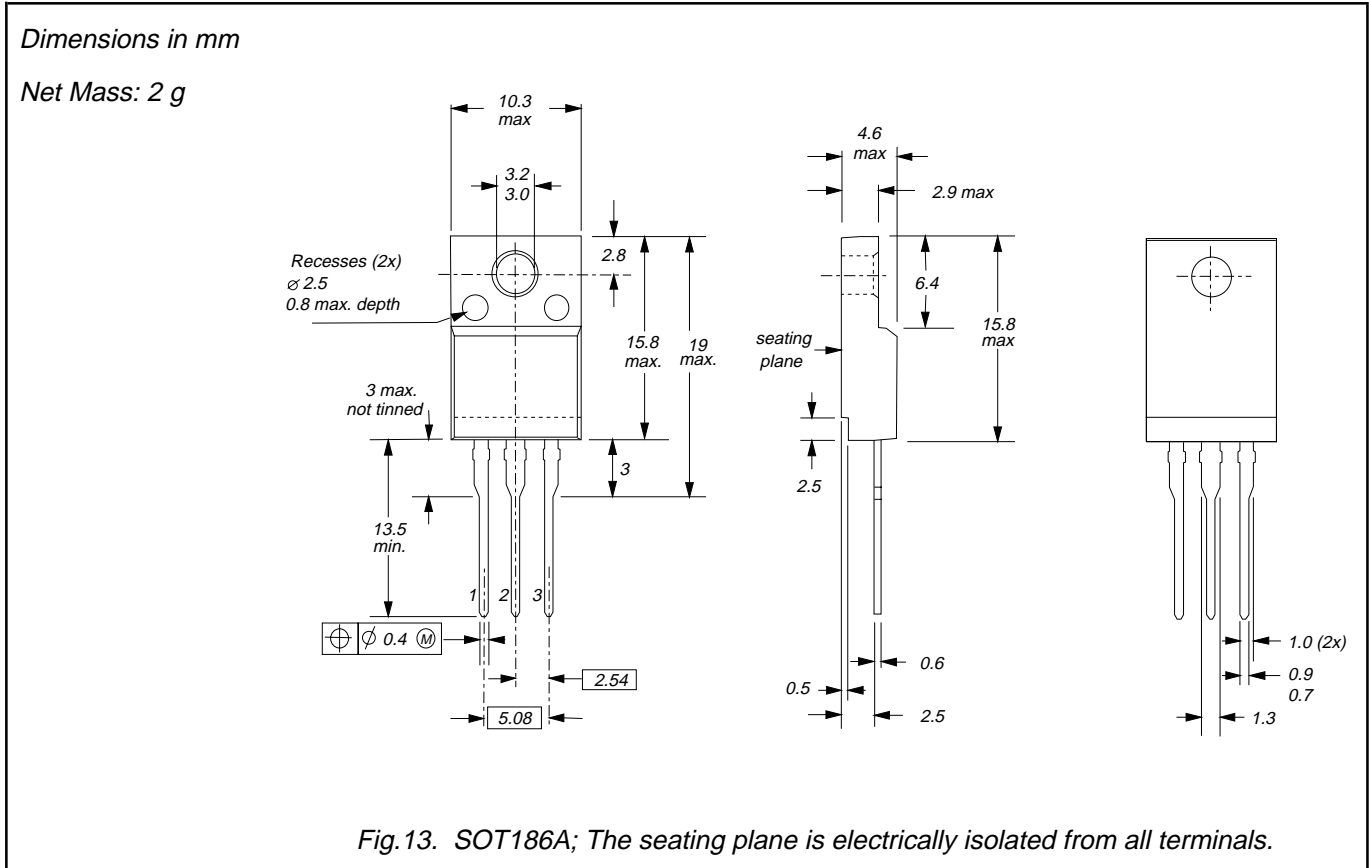 Dimensions in mm
Net Mass: 2 g
10.3
max
3.2
3.0
2.8
Recesses (2x)
⌀ 2.5
0.8 max. depth
15.8
max.
19
max.
3 max.
not tinned
3
13.5
min.
1
2
3
⌀ 0.4 Ⓜ
2.54
5.08
4.6
max
2.9 max
6.4
15.8
max
seating
plane
2.5
0.6
0.5
2.5
1.0 (2x)
0.9
0.7
1.3
Fig.13. SOT186A; The seating plane is electrically isolated from all terminals.